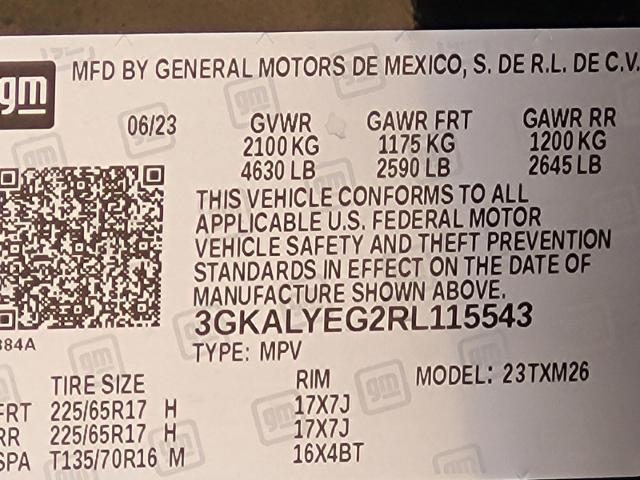 gm MFD BY GENERAL MOTORS DE MEXICO, S. DE R.L. DE C.V.
06/23 GVWR GAWR FRT GAWR RR
2100 KG 1175 KG 1200 KG
4630 LB 2590 LB 2645 LB
THIS VEHICLE CONFORMS TO ALL
APPLICABLE U.S. FEDERAL MOTOR
VEHICLE SAFETY AND THEFT PREVENTION
STANDARDS IN EFFECT ON THE DATE OF
MANUFACTURE SHOWN ABOVE.
3GKALYEG2RL115543
384A
TYPE: MPV
TIRE SIZE RIM MODEL: 23TXM26
FRT 225/65R17 H 17X7J
RR 225/65R17 H 17X7J
SPA T135/70R16 M 16X4BT